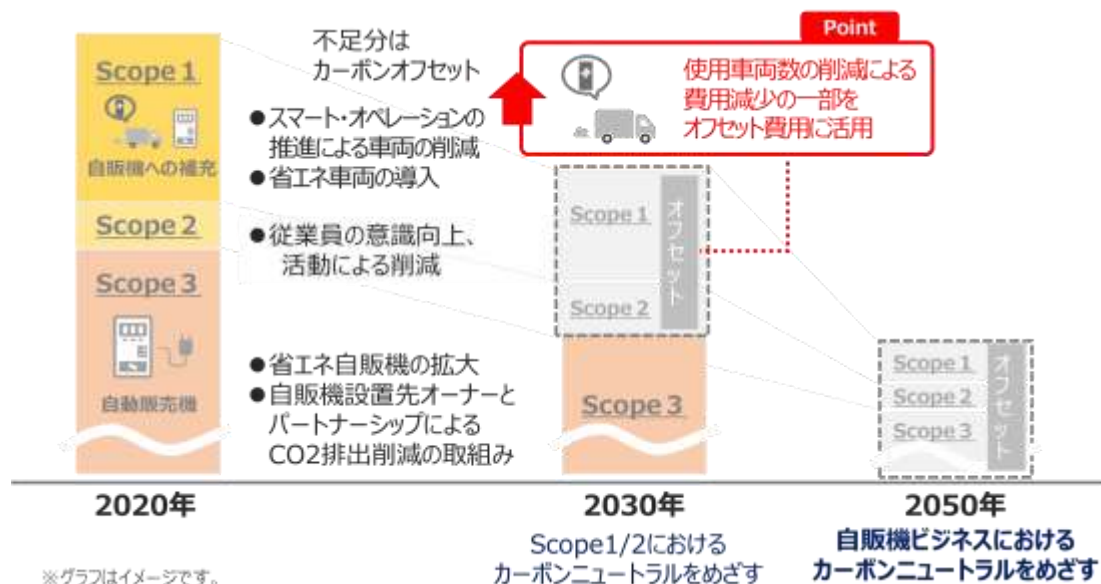 Scope 1
自販機への補充
Scope 2
Scope 3
自動販売機
不足分は
カーボンオフセット
●スマート・オペレーションの
推進による車両の削減
●省エネ車両の導入
●従業員の意識向上、
活動による削減
●省エネ自販機の拡大
●自販機設置先オーナーと
パートナーシップによる
CO2排出削減の取組み
Point
使用車両数の削減による
費用減少の一部を
オフセット費用に活用
Scope 1
Scope 2
オフセット
Scope 3
Scope 1
Scope 2
Scope 3
オフセット
2020年
2030年
2050年
Scope1/2における
カーボンニュートラルをめざす
自販機ビジネスにおける
カーボンニュートラルをめざす
※グラフはイメージです。